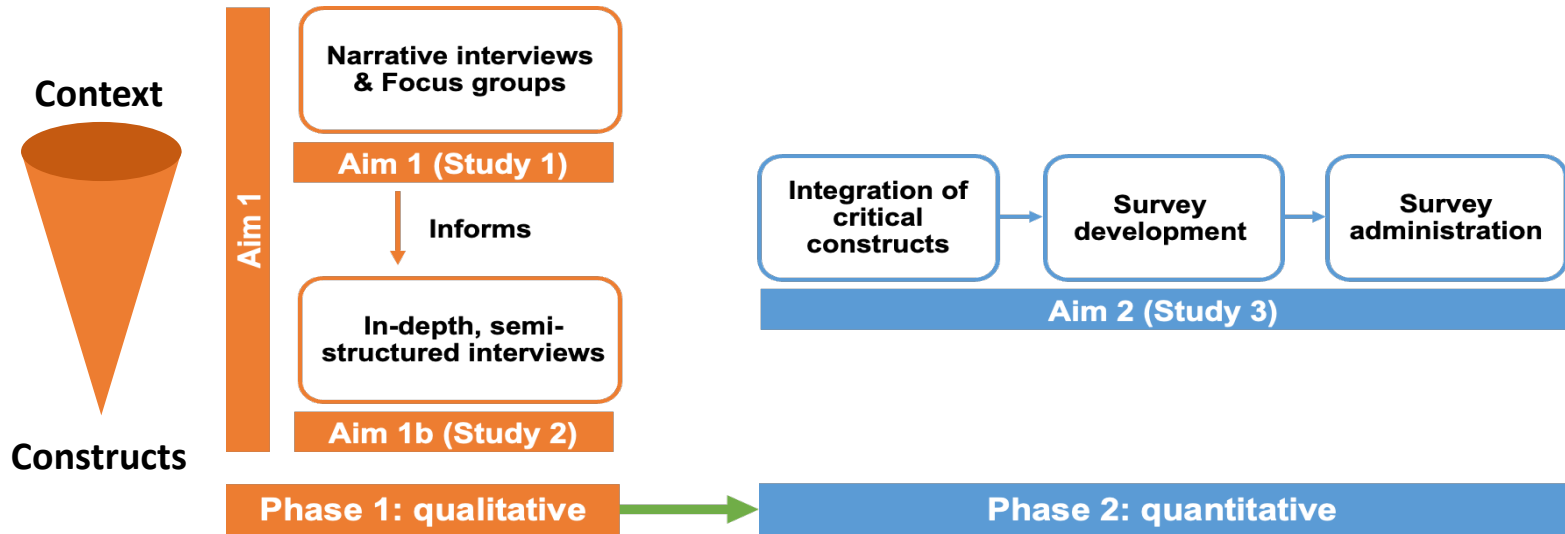 Context
Constructs
Aim 1
Narrative interviews
& Focus groups
Aim 1 (Study 1)
Informs
In-depth, semi-
structured interviews
Aim 1b (Study 2)
Phase 1: qualitative
Integration of
critical
constructs
Survey
development
Survey
administration
Aim 2 (Study 3)
Phase 2: quantitative